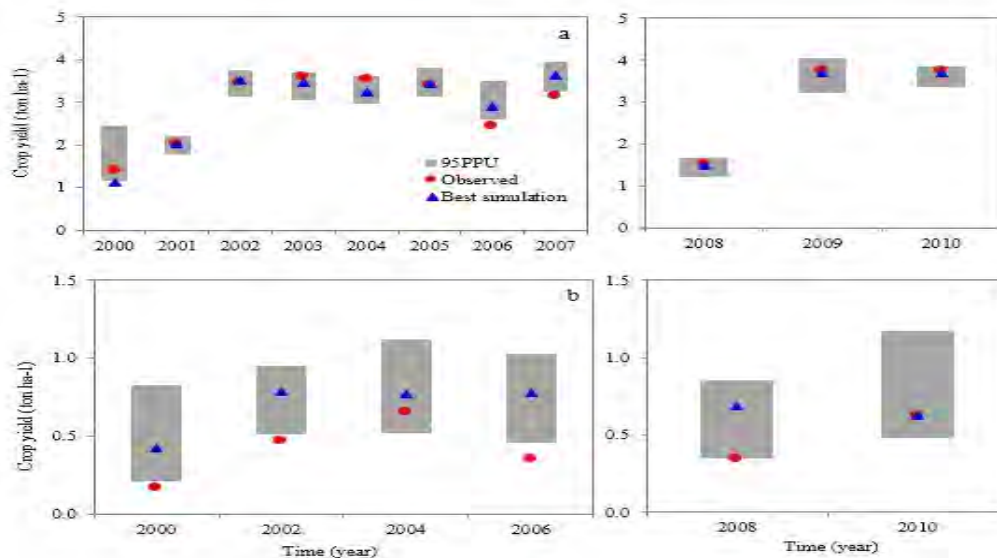 5
4
3
2
1
0
Crop yield (ton.ha-1)
a
95PPU
Observed
Best simulation
2000 2001 2002 2003 2004 2005 2006 2007
5
4
3
2
1
0
2008 2009 2010
1.5
1.0
0.5
0.0
Crop yield (ton.ha-1)
b
2000 2002 2004 2006
Time (year)
1.5
1.0
0.5
0.0
2008 2010
Time (year)